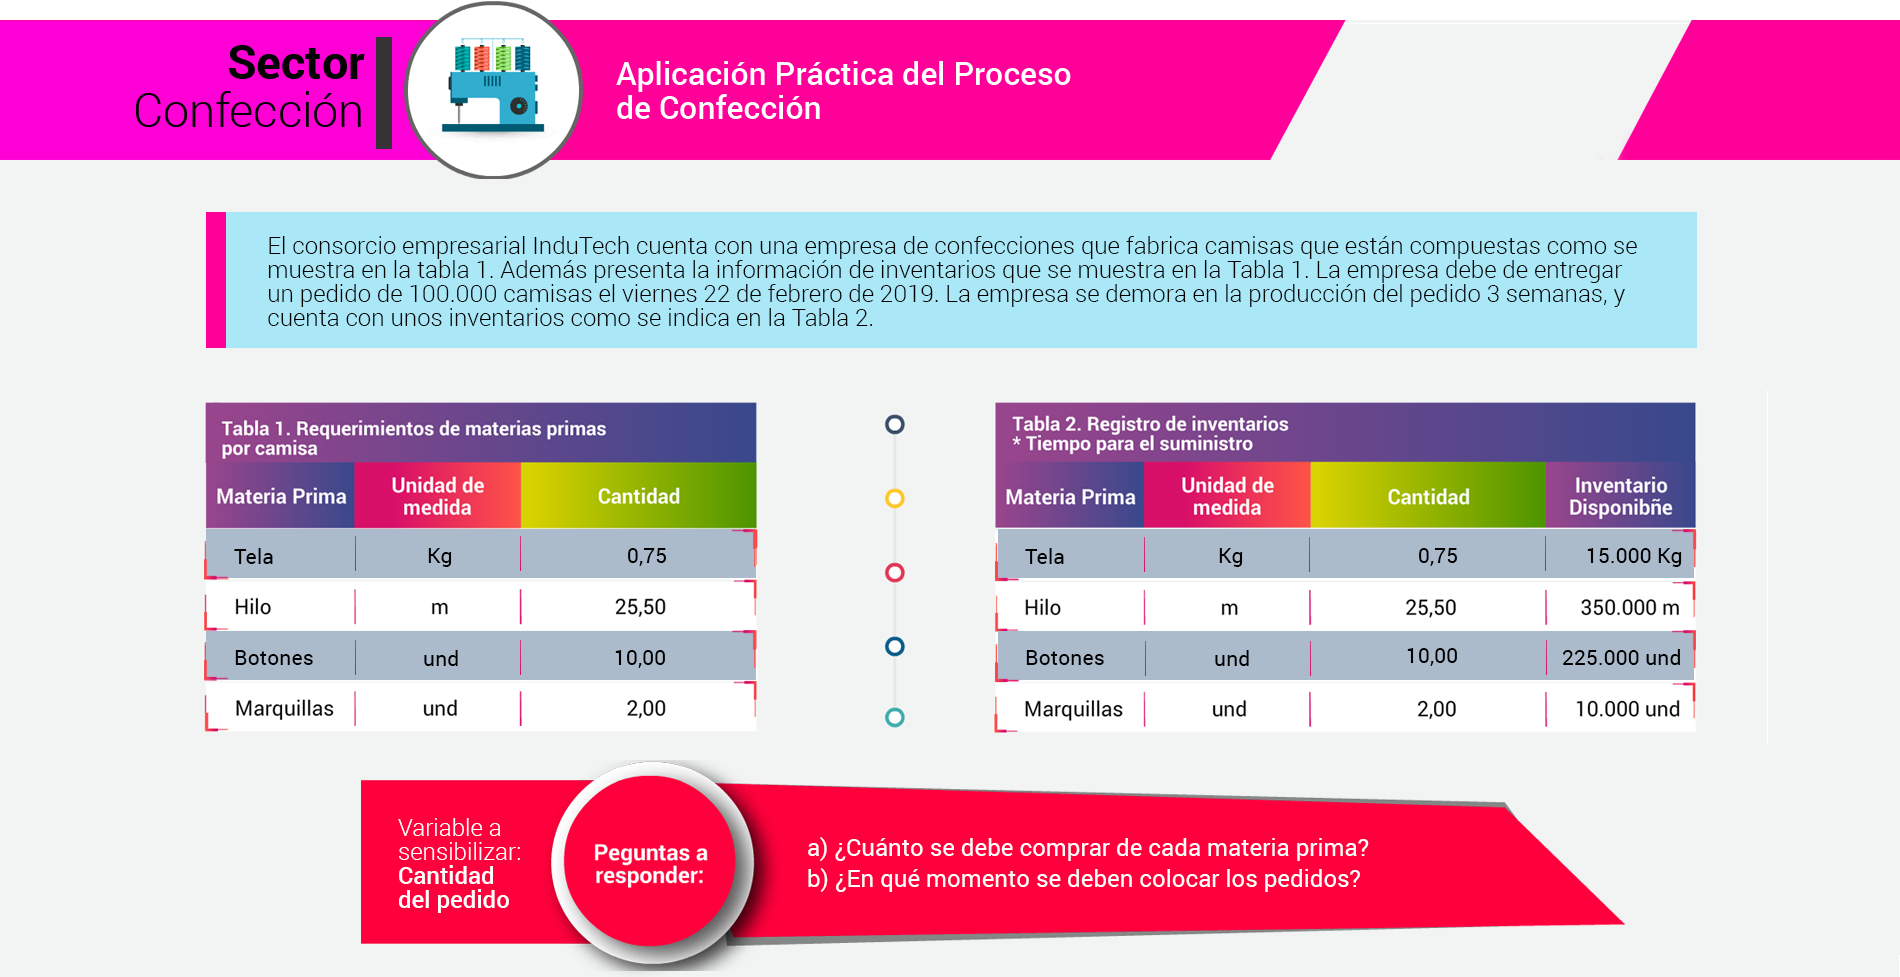 Sector
Confección
Aplicación Práctica del Proceso
de Confección
El consorcio empresarial InduTech cuenta con una empresa de confecciones que fabrica camisas que están compuestas como se
muestra en la tabla 1. Además presenta la información de inventarios que se muestra en la Tabla 1. La empresa debe de entregar
un pedido de 100.000 camisas el viernes 22 de febrero de 2019. La empresa se demora en la producción del pedido 3 semanas, y
cuenta con unos inventarios como se indica en la Tabla 2.
Tabla 1. Requerimientos de materias primas
por camisa
Materia Prima Unidad de medida Cantidad
Tela Kg 0,75
Hilo m 25,50
Botones und 10,00
Marquillas und 2,00
Tabla 2. Registro de inventarios
* Tiempo para el suministro
Materia Prima Unidad de medida Cantidad Inventario Disponibñe
Tela Kg 0,75 15.000 Kg
Hilo m 25,50 350.000 m
Botones und 10,00 225.000 und
Marquillas und 2,00 10.000 und
Variable a
sensibilizar:
Cantidad
del pedido
Peguntas a
responder:
a) ¿Cuánto se debe comprar de cada materia prima?
b) ¿En qué momento se deben colocar los pedidos?